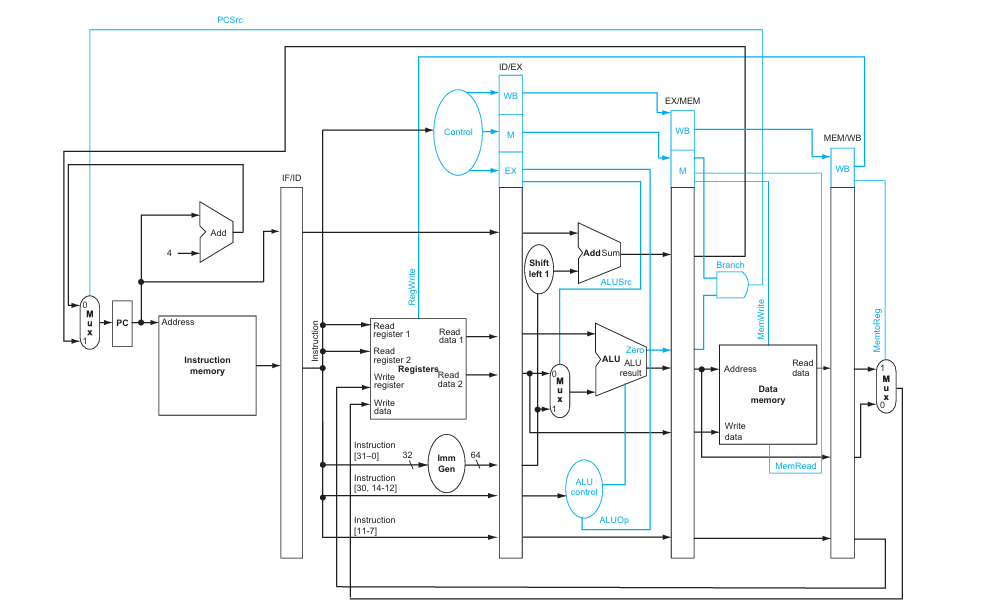 PCSrc
ID/EX
WB
EX/MEM
Control
M
WB
MEM/WB
EX
M
WB
IF/ID
Add
4
Add Sum
Shift
left 1
Branch
ALUSrc
RegWrite
MemWrite
MemtoReg
0
M
u
x
1
PC
Address
Instruction
memory
Instruction
Read
register 1
Read
register 2
Registers
Write
register
Write
data
Read
data 1
Read
data 2
Zero
ALU
ALU
result
0
M
u
x
1
Address
Read
data
Data
memory
Write
data
1
M
u
x
0
MemRead
Instruction
[31–0]
32
Imm
Gen
64
Instruction
[30, 14-12]
ALU
control
ALUOp
Instruction
[11-7]